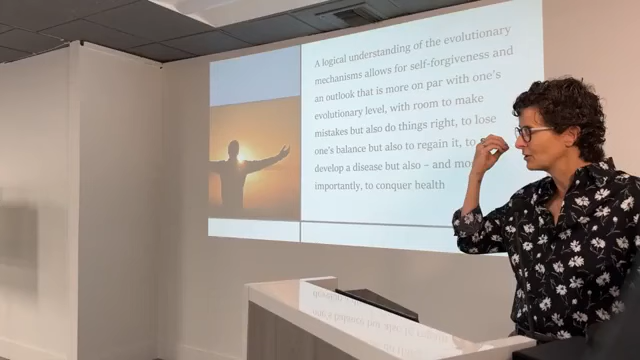 A logical understanding of the evolutionary
mechanisms allows for self-forgiveness and
an outlook that is more on par with one's
evolutionary level, with room to make
mistakes but also do things right, to lose
one's balance but also to regain it, to
develop a disease but also – and
importantly, to conquer health